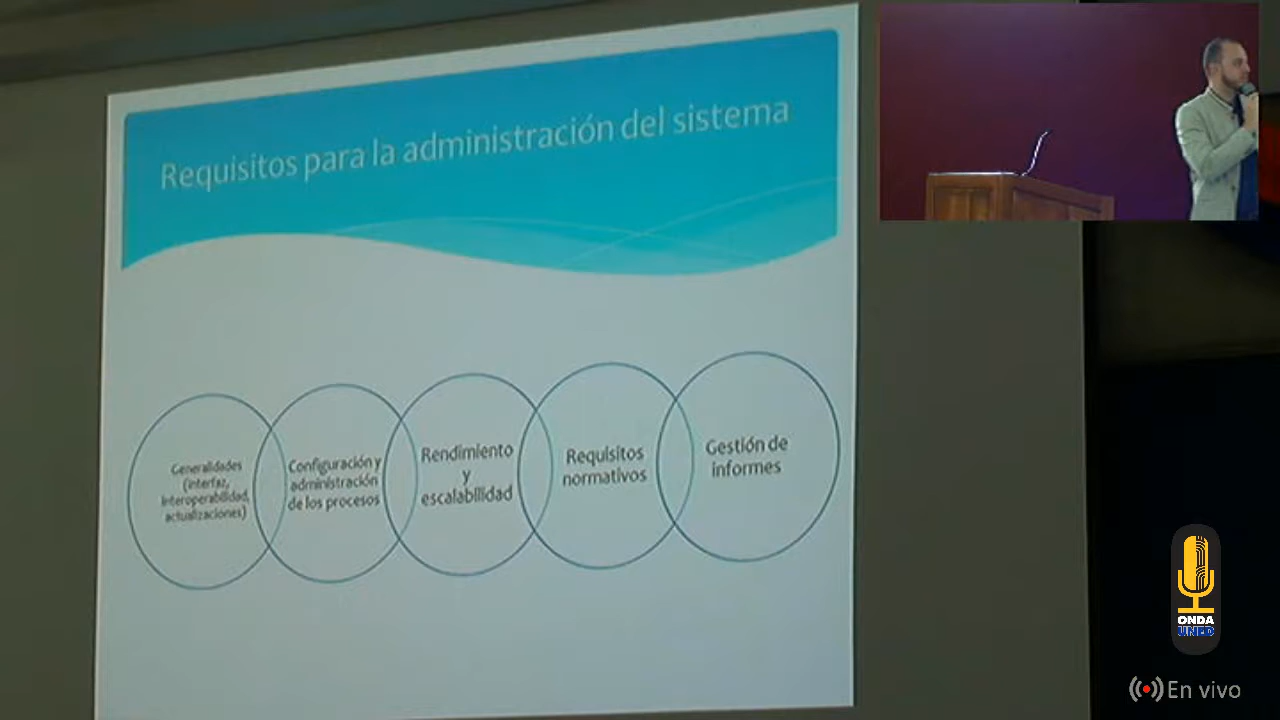 Requisitos para la administración del sistema
Generalidades
(interfaz,
interoperabilidad,
actualizaciones)
Configuración y
administración
de los procesos
Rendimiento
y
escalabilidad
Requisitos
normativos
Gestión de
informes
ONDA
UNED
En vivo